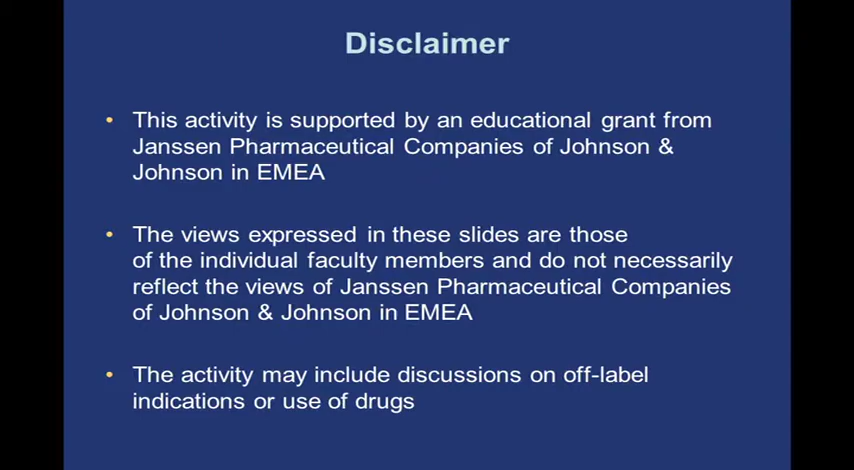 Disclaimer
• This activity is supported by an educational grant from
Janssen Pharmaceutical Companies of Johnson &
Johnson in EMEA
• The views expressed in these slides are those
of the individual faculty members and do not necessarily
reflect the views of Janssen Pharmaceutical Companies
of Johnson & Johnson in EMEA
• The activity may include discussions on off-label
indications or use of drugs